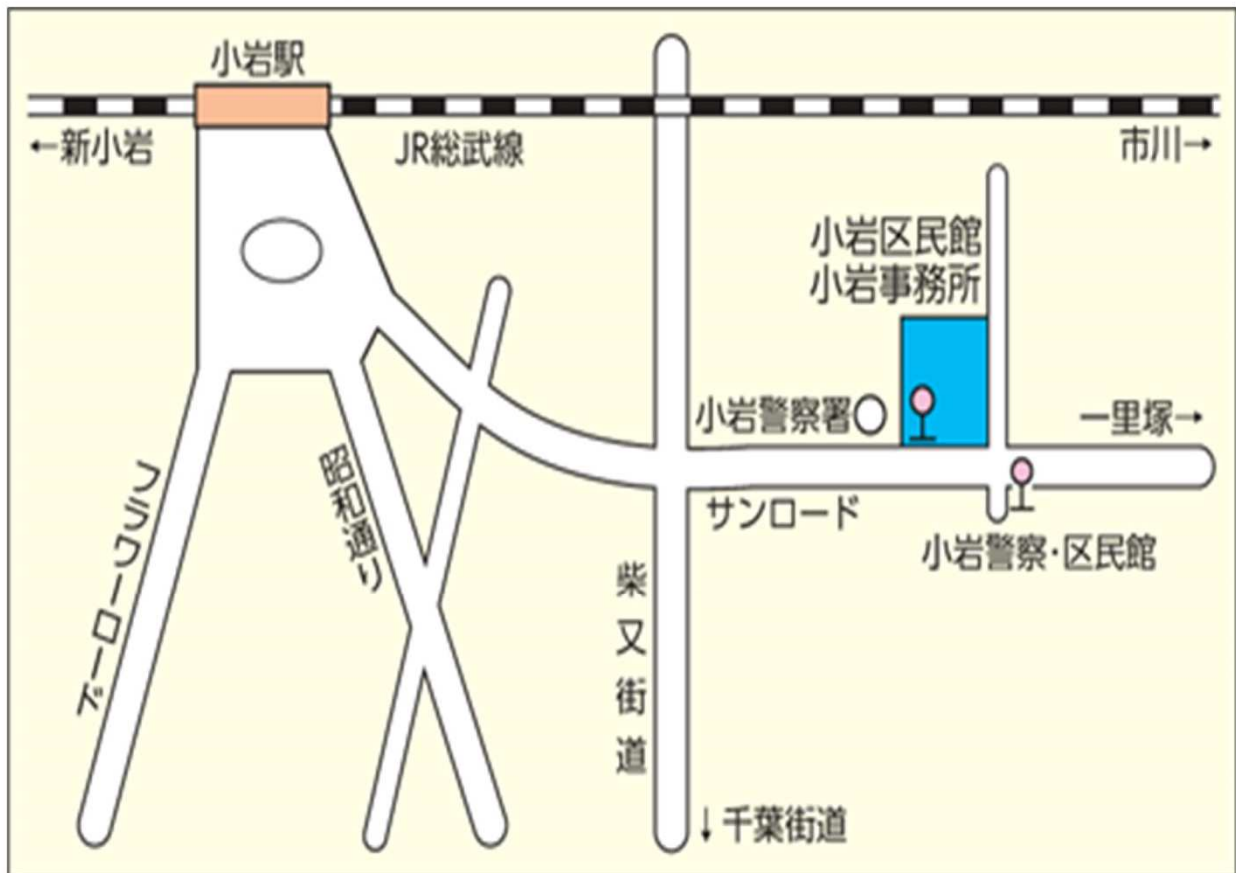 小岩駅
←新小岩
JR総武線
市川→
小岩区民館
小岩事務所
小岩警察署
一里塚→
サンロード
小岩警察・区民館
フラワーロード
昭和通り
柴又街道
↓千葉街道